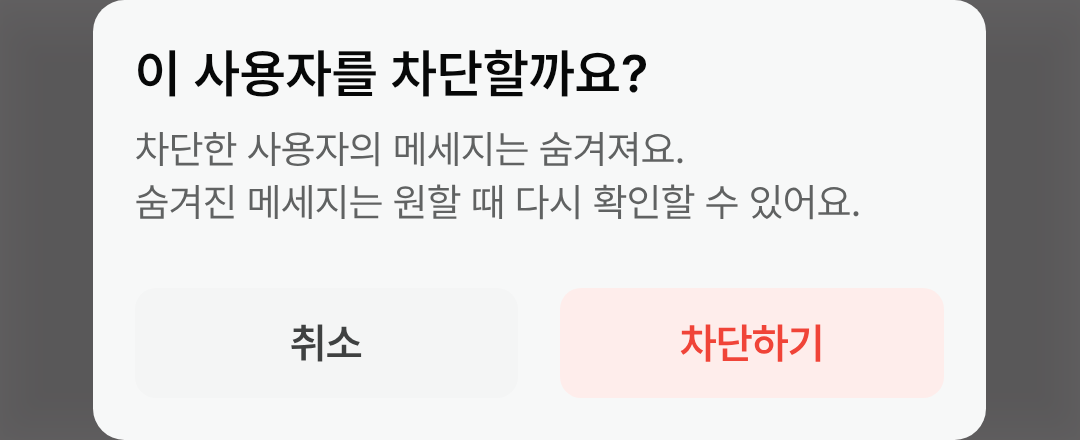 이 사용자를 차단할까요?
차단한 사용자의 메세지는 숨겨져요.
숨겨진 메세지는 원할 때 다시 확인할 수 있어요.
취소
차단하기